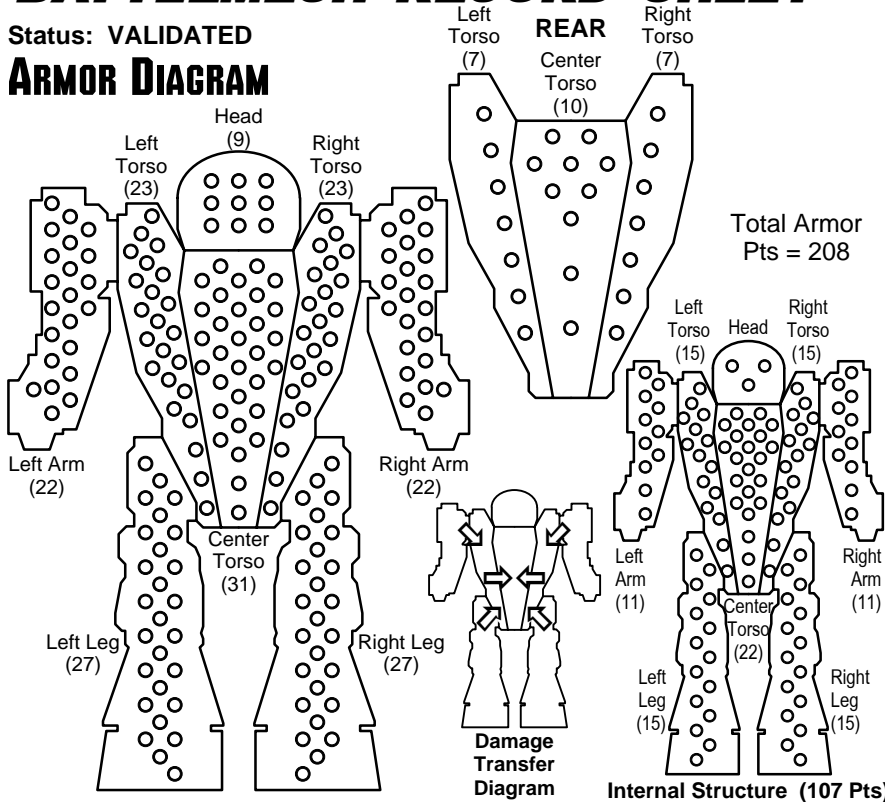 BATTLEMECH RECORD SHEET
Status: VALIDATED
ARMOR DIAGRAM
Head
(9)
Left
Torso
(23)
Right
Torso
(23)
Left Arm
(22)
Right Arm
(22)
Center
Torso
(31)
Left Leg
(27)
Right Leg
(27)
REAR
Left
Torso
(7)
Center
Torso
(10)
Right
Torso
(7)
Total Armor
Pts = 208
Left
Torso
(15)
Head
Right
Torso
(15)
Left
Arm
(11)
Right
Arm
(11)
Center
Torso
(22)
Left
Leg
(15)
Right
Leg
(15)
Damage
Transfer
Diagram
Internal Structure (107 Pts)